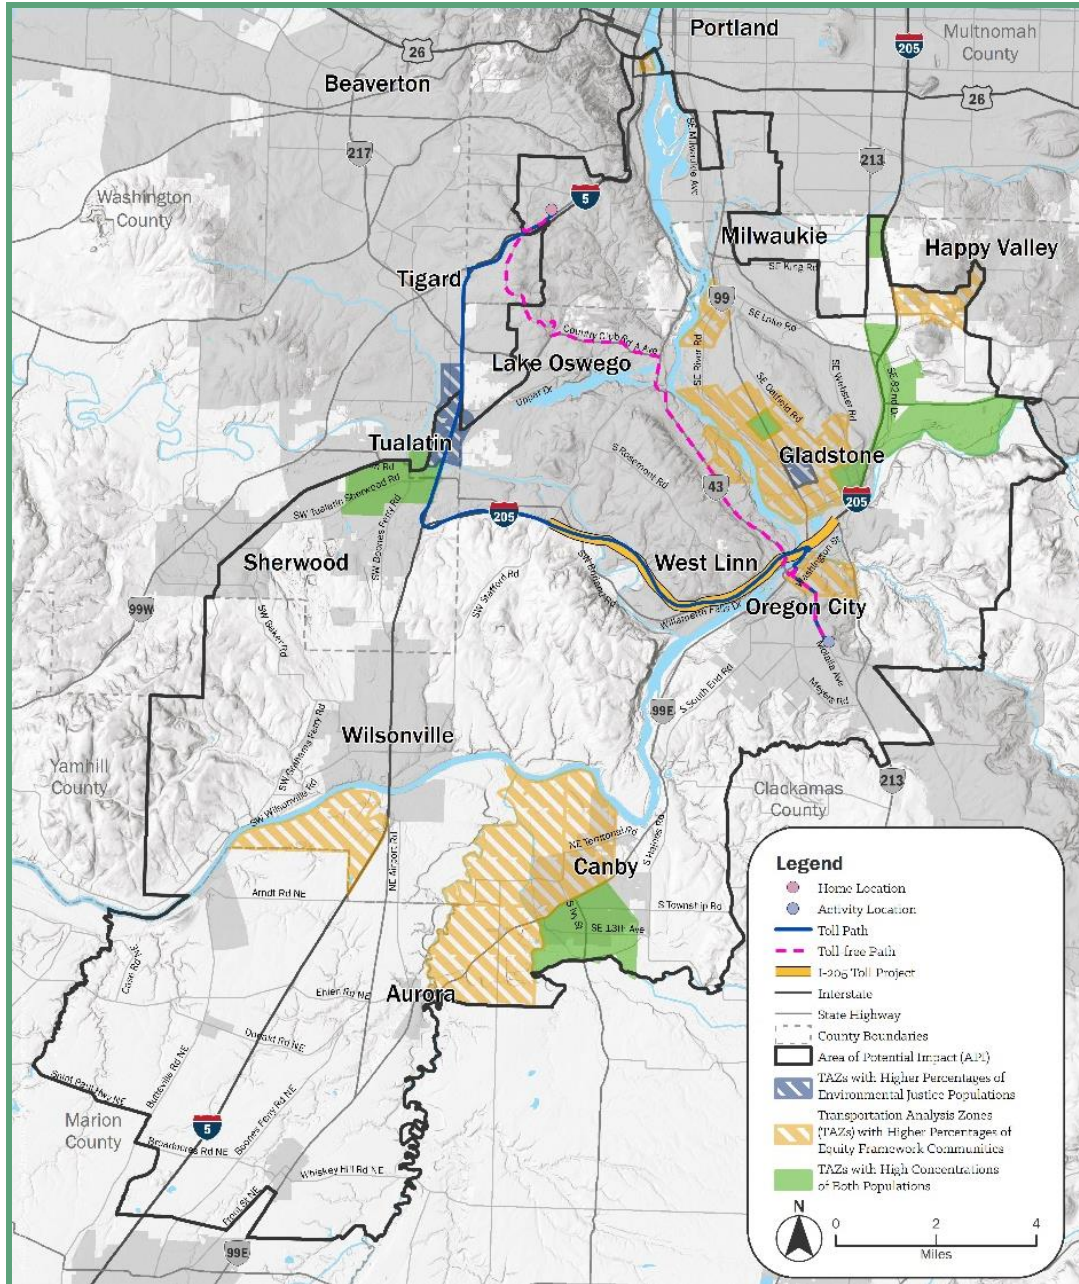 Portland
Multnomah
County
205
26
Beaverton
26
217
SE Milwaukie Ave
213
Washington
County
5
Milwaukie
Happy Valley
Tigard
SE King Rd
99
SE Lake Rd
Country Club Rd
A Ave
Lake Oswego
SE River Rd
SE Webster Rd
SE 82nd Dr
Upper Dr
SE Oatfield Rd
Tualatin
Gladstone
S Rosemont Rd
SW Tualatin Sherwood Rd
43
205
205
SW Boones Ferry Rd
Sherwood
West Linn
Washington St
SW Stafford Rd
SW Borland Rd
Willamette Falls Dr
Oregon City
99W
SW Baker Rd
Molalla Ave
S South End Rd
Meyers Rd
99E
SW Grahams Ferry Rd
Wilsonville
Yamhill
County
SW Wilsonville Rd
Clackamas
County
213
NE Airport Rd
NE Territorial Rd
S Haines Rd
Canby
Arndt Rd NE
S Ivy St
S Township Rd
SE 13th Ave
Case Rd NE
Ehlen Rd NE
Aurora
Donald Rd NE
Saint Paul Hwy NE
Butteville Rd NE
Marion
County
5
Boones Ferry Rd NE
Broadacres Rd NE
Whiskey Hill Rd NE
Front St NE
99E
Legend
Home Location
Activity Location
Toll Path
Toll-free Path
I-205 Toll Project
Interstate
State Highway
County Boundaries
Area of Potential Impact (API)
TAZs with Higher Percentages of
Environmental Justice Populations
Transportation Analysis Zones
(TAZs) with Higher Percentages of
Equity Framework Communities
TAZs with High Concentrations
of Both Populations
N
0 2 4
Miles